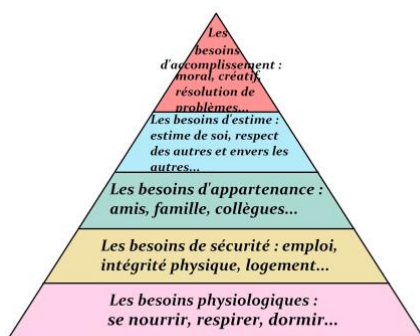 Les
besoins
d'accomplissement :
moral, créatif,
résolution de
problèmes...
Les besoins d'estime :
estime de soi, respect
des autres et envers les
autres...
Les besoins d'appartenance :
amis, famille, collègues...
Les besoins de sécurité : emploi,
intégrité physique, logement...
Les besoins physiologiques :
se nourrir, respirer, dormir...